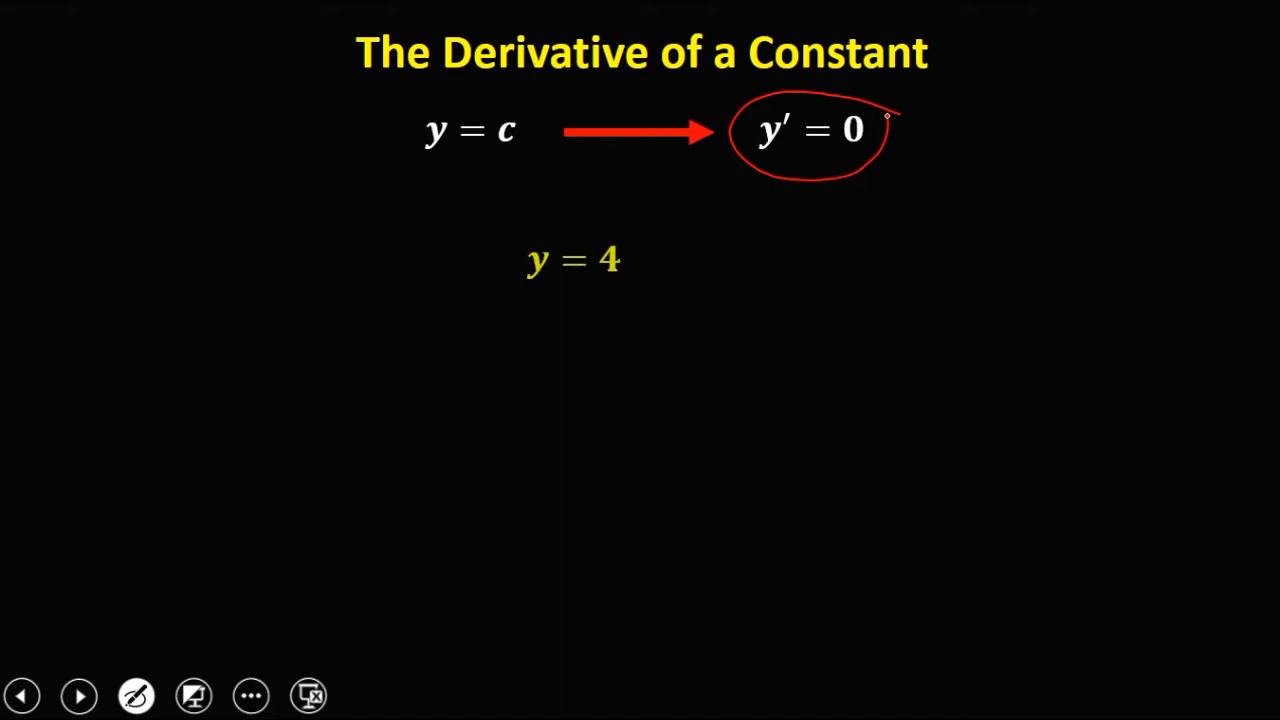 The Derivative of a Constant
y = c y′ = 0
y = 4